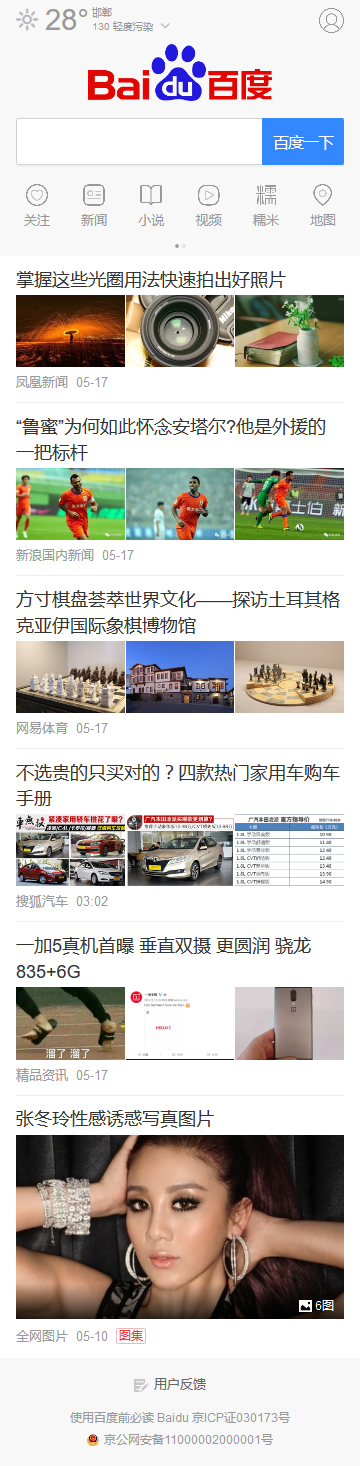 28°
邯郸
130 轻度污染
Bai du 百度
百度一下
关注
新闻
小说
视频
糯米
糯米
地图
掌握这些光圈用法快速拍出好照片
凤凰新闻 05-17
“鲁蜜”为何如此怀念安塔尔?他是外援的
一把标杆
新浪国内新闻 05-17
方寸棋盘荟萃世界文化——探访土耳其格
克亚伊国际象棋博物馆
网易体育 05-17
不选贵的只买对的？四款热门家用车购车
手册
搜狐汽车 03:02
一加5真机首曝 垂直双摄 更圆润 骁龙
835+6G
溜了 溜了
HELLO 5
精品资讯 05-17
张冬玲性感诱惑写真图片
6图
全网图片 05-10 图集
用户反馈
使用百度前必读 Baidu 京ICP证030173号
京公网安备11000002000001号